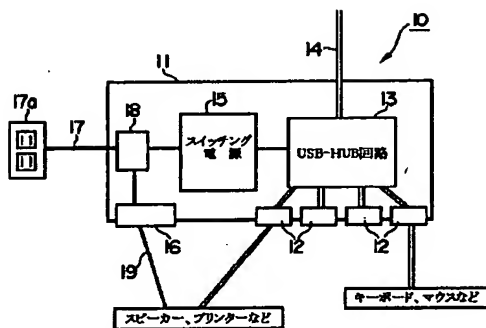 10
14
11
15
13
17a
18
17
スイッチング
電源
USB-HUB回路
16
12
12
19
スピーカー、プリンターなど
キーボード、マウスなど